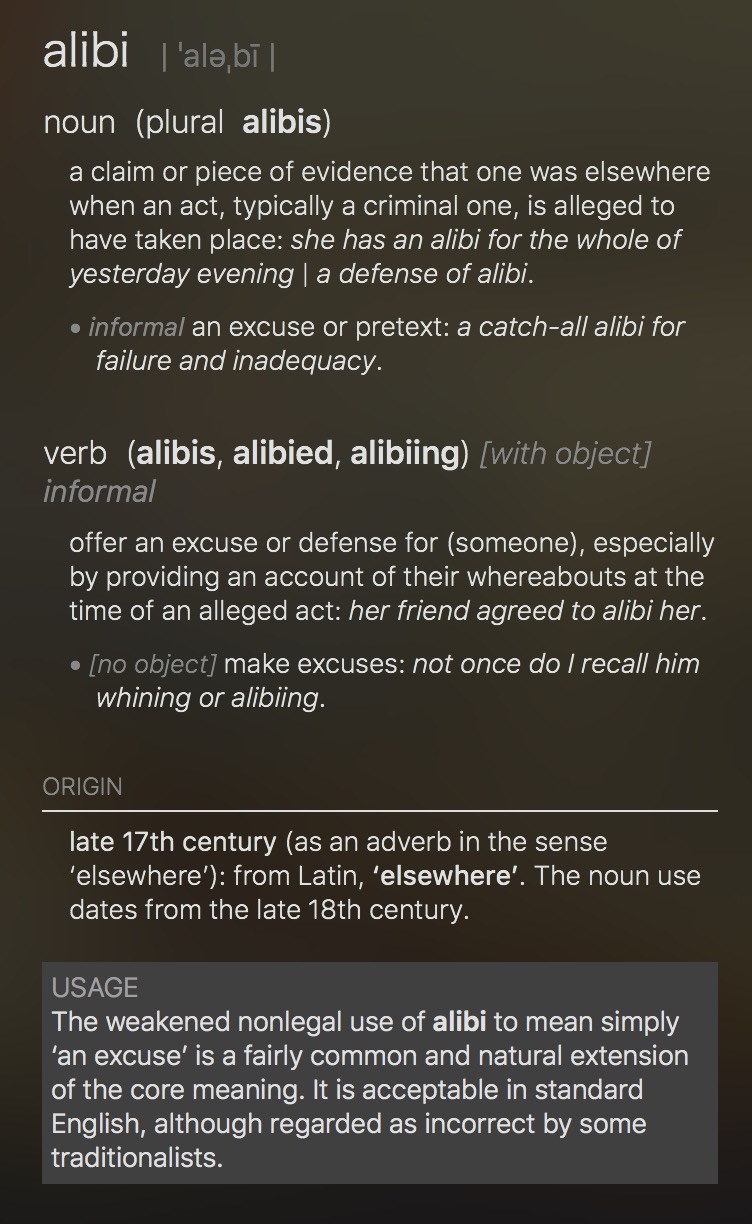 alibi | ˈaləˌbī |
noun (plural alibis)
a claim or piece of evidence that one was elsewhere
when an act, typically a criminal one, is alleged to
have taken place: she has an alibi for the whole of
yesterday evening | a defense of alibi.
• informal an excuse or pretext: a catch-all alibi for
failure and inadequacy.
verb (alibis, alibied, alibiing) [with object]
informal
offer an excuse or defense for (someone), especially
by providing an account of their whereabouts at the
time of an alleged act: her friend agreed to alibi her.
• [no object] make excuses: not once do I recall him
whining or alibiing.
ORIGIN
late 17th century (as an adverb in the sense
‘elsewhere’): from Latin, ‘elsewhere’. The noun use
dates from the late 18th century.
USAGE
The weakened nonlegal use of alibi to mean simply
‘an excuse’ is a fairly common and natural extension
of the core meaning. It is acceptable in standard
English, although regarded as incorrect by some
traditionalists.